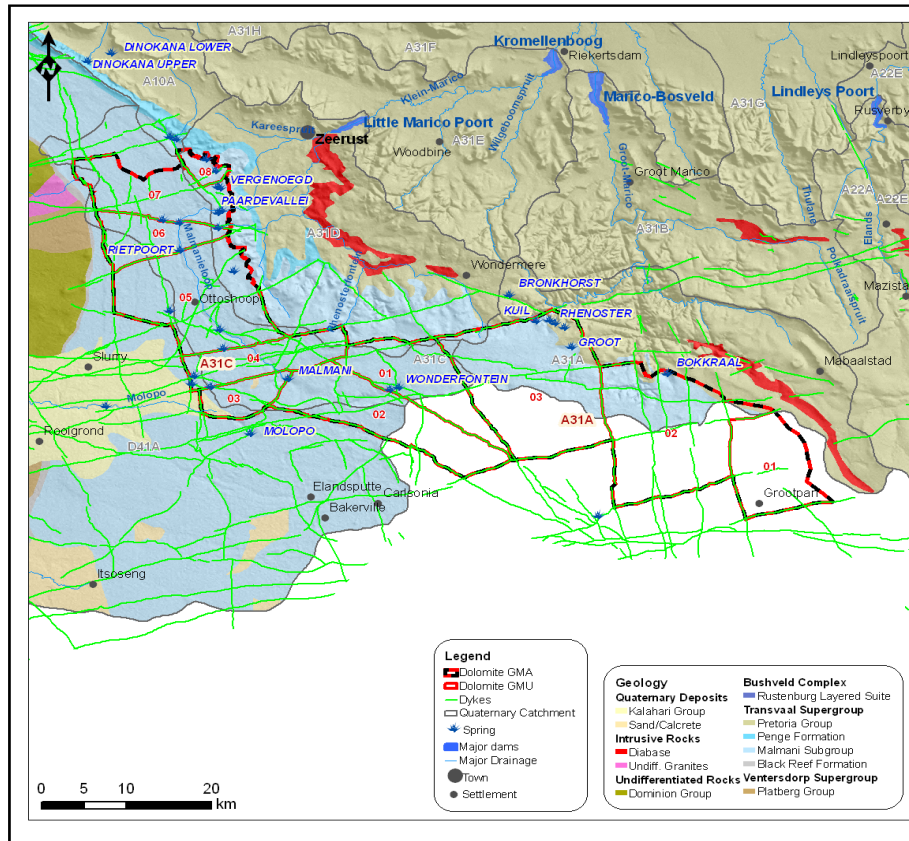 A31H
DINOKANA LOWER
A31F
Kromellenboog
Riekertsdam
Lindleyspoort
DINOKANA UPPER
A22E
A10A
Klein-Marico
Marico-Bosveld
A31G
Lindleys Poort
Kareespruit
Little Marico Poort
Wilgeboomspruit
Rusverby
Zeerust
A31E
Woodbine
Groot-Marico
08
VERGENOEGD
Groot Marico
Thulane
A22A
07
PAARDEVALLEI
A22E
06
Malmanieloop
A31D
A31B
Elands
RIETPOORT
Rhenosterfontein
Wondermere
Polkadraaispruit
05
Ottoshoop
BRONKHORST
Mazista
KUIL
RHENOSTER
Slurry
A31C
04
A31C
GROOT
A31A
Mabaalstad
MALMANI
01
BOKKRAAL
Molopo
03
WONDERFONTEIN
03
02
A31A
Rooigrond
MOLOPO
02
D41A
01
Elandsputte
Carlsonia
Grootpan
Bakerville
Itsoseng
Legend
Dolomite GMA
Dolomite GMU
Dykes
Quaternary Catchment
Spring
Major dams
Major Drainage
Town
Settlement
Geology
Quaternary Deposits
Kalahari Group
Sand/Calcrete
Intrusive Rocks
Diabase
Undiff. Granites
Undifferentiated Rocks
Dominion Group
Bushveld Complex
Rustenburg Layered Suite
Transvaal Supergroup
Pretoria Group
Penge Formation
Malmani Subgroup
Black Reef Formation
Ventersdorp Supergroup
Platberg Group
0 5 10 20
km
N